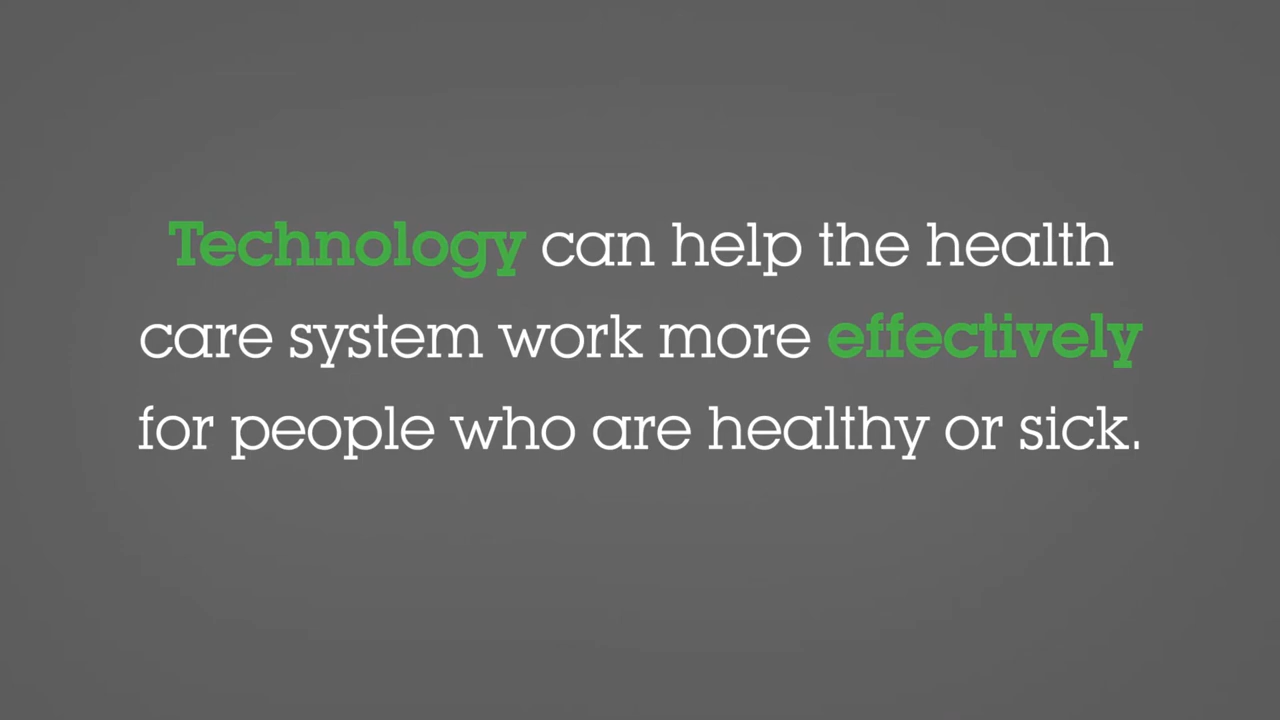 Technology can help the health
care system work more effectively
for people who are healthy or sick.